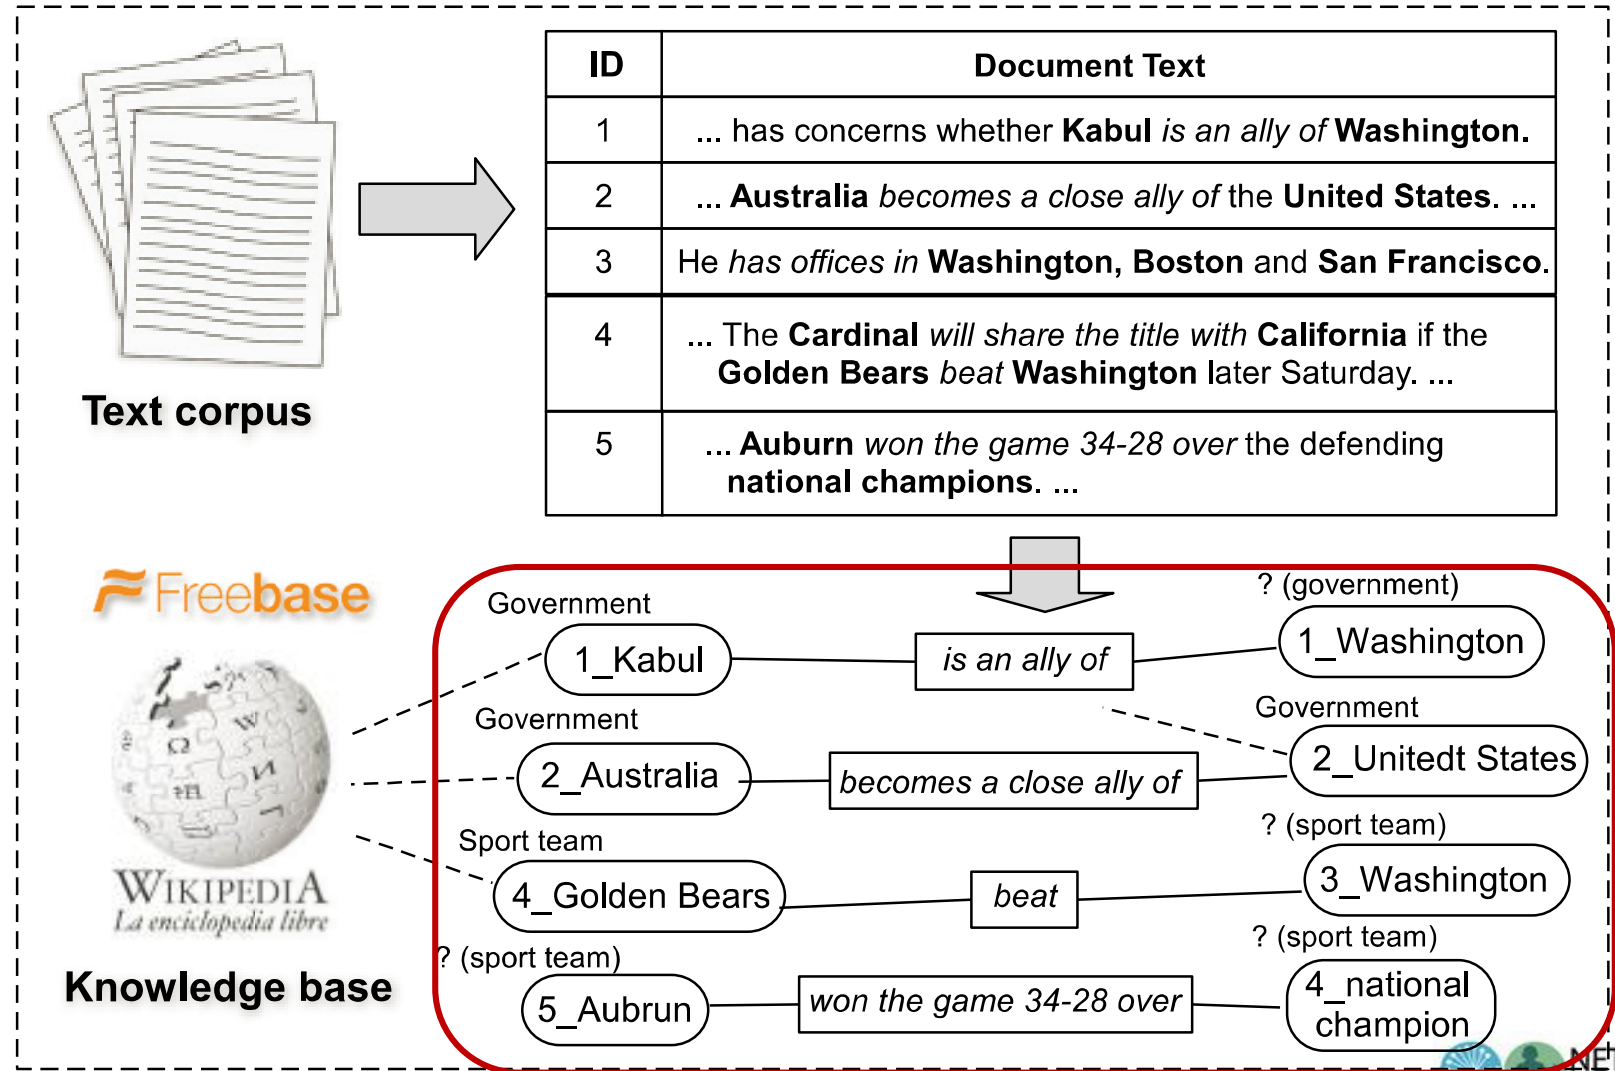 ID Document Text
1 ... has concerns whether Kabul is an ally of Washington.
2 ... Australia becomes a close ally of the United States. ...
3 He has offices in Washington, Boston and San Francisco.
4 ... The Cardinal will share the title with California if the
Golden Bears beat Washington later Saturday. ...
5 ... Auburn won the game 34-28 over the defending
national champions. ...
Text corpus
Freebase
WIKIPEDIA
La enciclopedia libre
Knowledge base
Government
? (government)
1_Kabul is an ally of 1_Washington
Government
Government
2_Australia becomes a close ally of 2_Unitedt States
Sport team
? (sport team)
4_Golden Bears beat 3_Washington
? (sport team)
? (sport team)
5_Aubrun won the game 34-28 over 4_national
champion